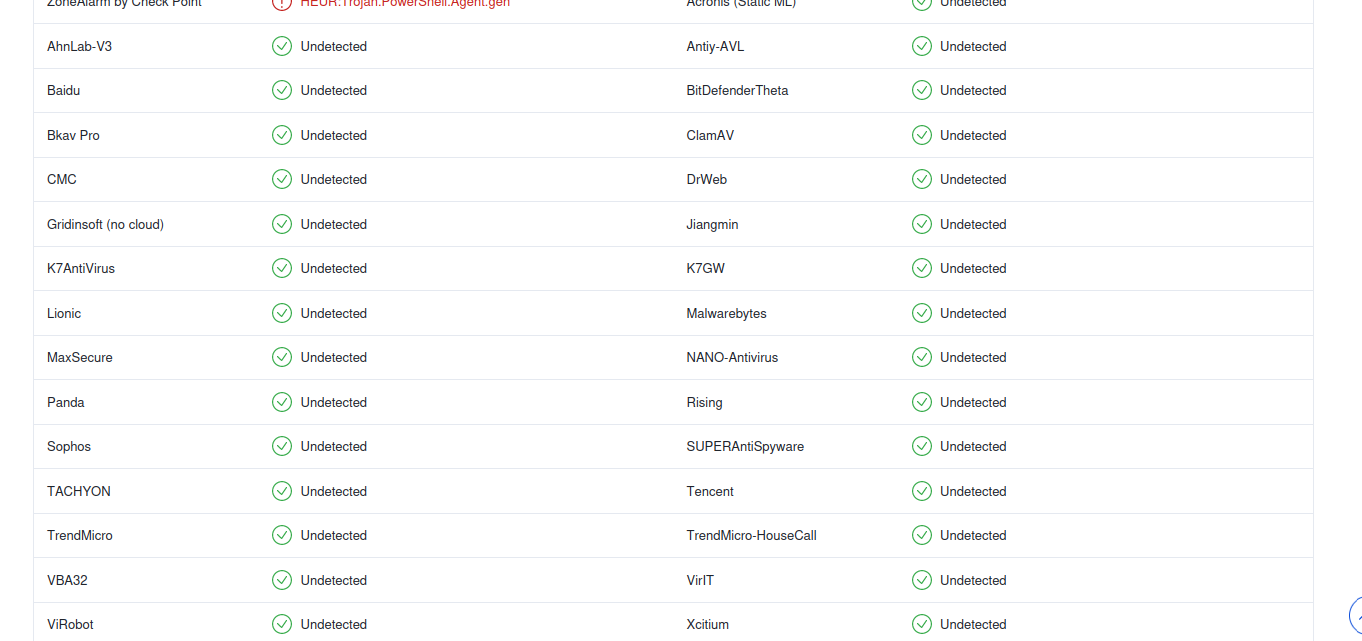 ZoneAlarm by Check Point HEUR:Trojan.PowerShell.Agent.gen Acronis (Static ML) Undetected
AhnLab-V3 Undetected Antiy-AVL Undetected
Baidu Undetected BitDefenderTheta Undetected
Bkav Pro Undetected ClamAV Undetected
CMC Undetected DrWeb Undetected
Gridinsoft (no cloud) Undetected Jiangmin Undetected
K7AntiVirus Undetected K7GW Undetected
Lionic Undetected Malwarebytes Undetected
MaxSecure Undetected NANO-Antivirus Undetected
Panda Undetected Rising Undetected
Sophos Undetected SUPERAntiSpyware Undetected
TACHYON Undetected Tencent Undetected
TrendMicro Undetected TrendMicro-HouseCall Undetected
VBA32 Undetected VirIT Undetected
ViRobot Undetected Xcitium Undetected